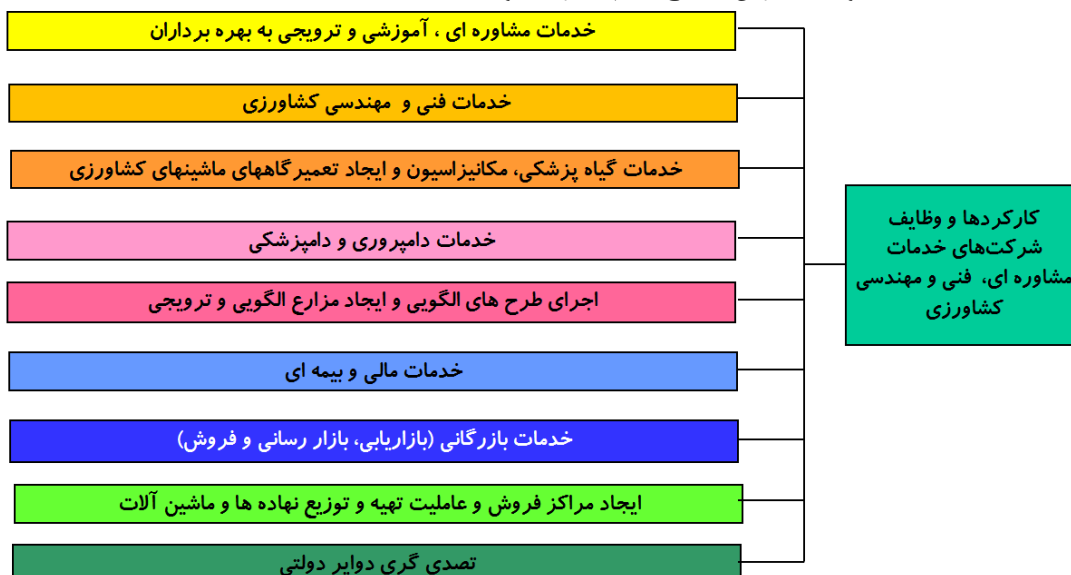 خدمات مشاوره ای ، آموزشی و ترویجی به بهره برداران
خدمات فنی و مهندسی کشاورزی
خدمات گیاه پزشکی، مکانیزاسیون و ایجاد تعمیرگاههای ماشینهای کشاورزی
خدمات دامپروری و دامپزشکی
اجرای طرح های الگویی و ایجاد مزارع الگویی و ترویجی
خدمات مالی و بیمه ای
خدمات بازرگانی (بازاریابی، بازار رسانی و فروش)
ایجاد مراکز فروش و عاملیت تهیه و توزیع نهاده ها و ماشین آلات
تصدی گری دوایر دولتی
کارکردها و وظایف
شرکت‌های خدمات
مشاوره ای، فنی و مهندسی
کشاورزی